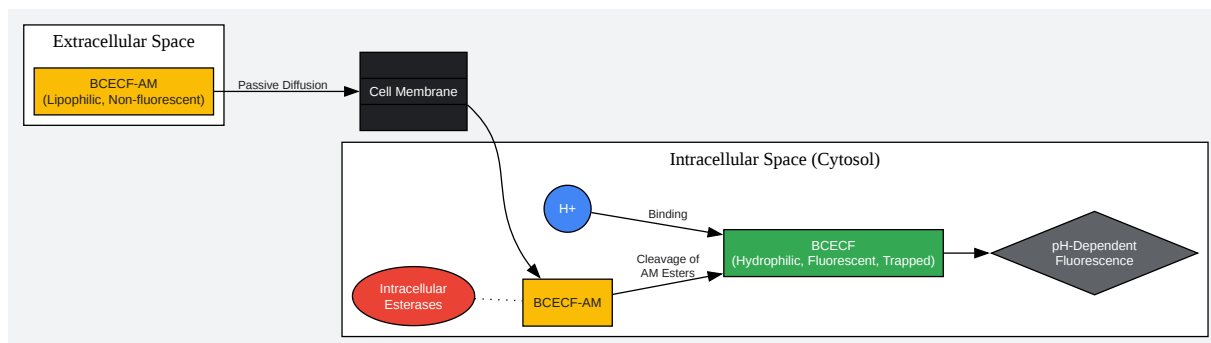 Extracellular Space
BCECF-AM
(Lipophilic, Non-fluorescent)
Passive Diffusion
Cell Membrane
Intracellular Space (Cytosol)
H+
Binding
BCECF
(Hydrophilic, Fluorescent, Trapped)
pH-Dependent
Fluorescence
Cleavage of
AM Esters
Intracellular
Esterases
BCECF-AM